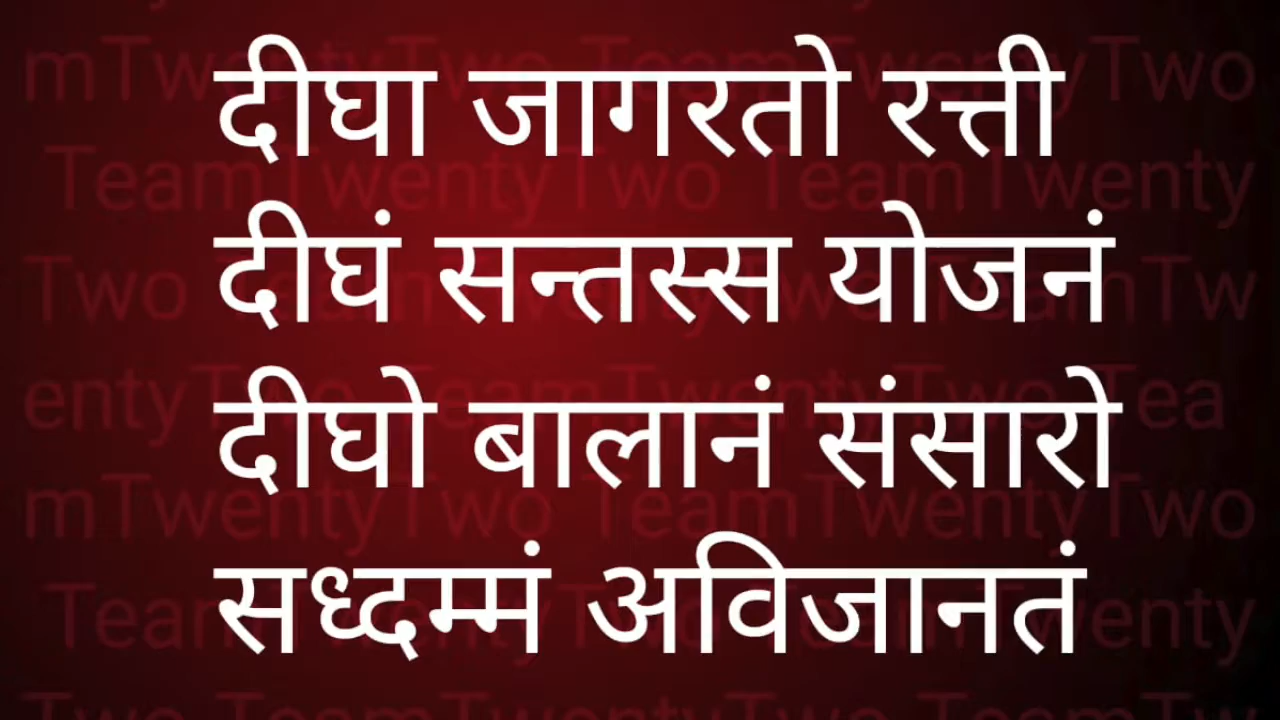 दीघा जागरतो रत्ती
दीघं सन्तस्स योजनं
दीघो बालानं संसारो
सध्दम्मं अविजानतं